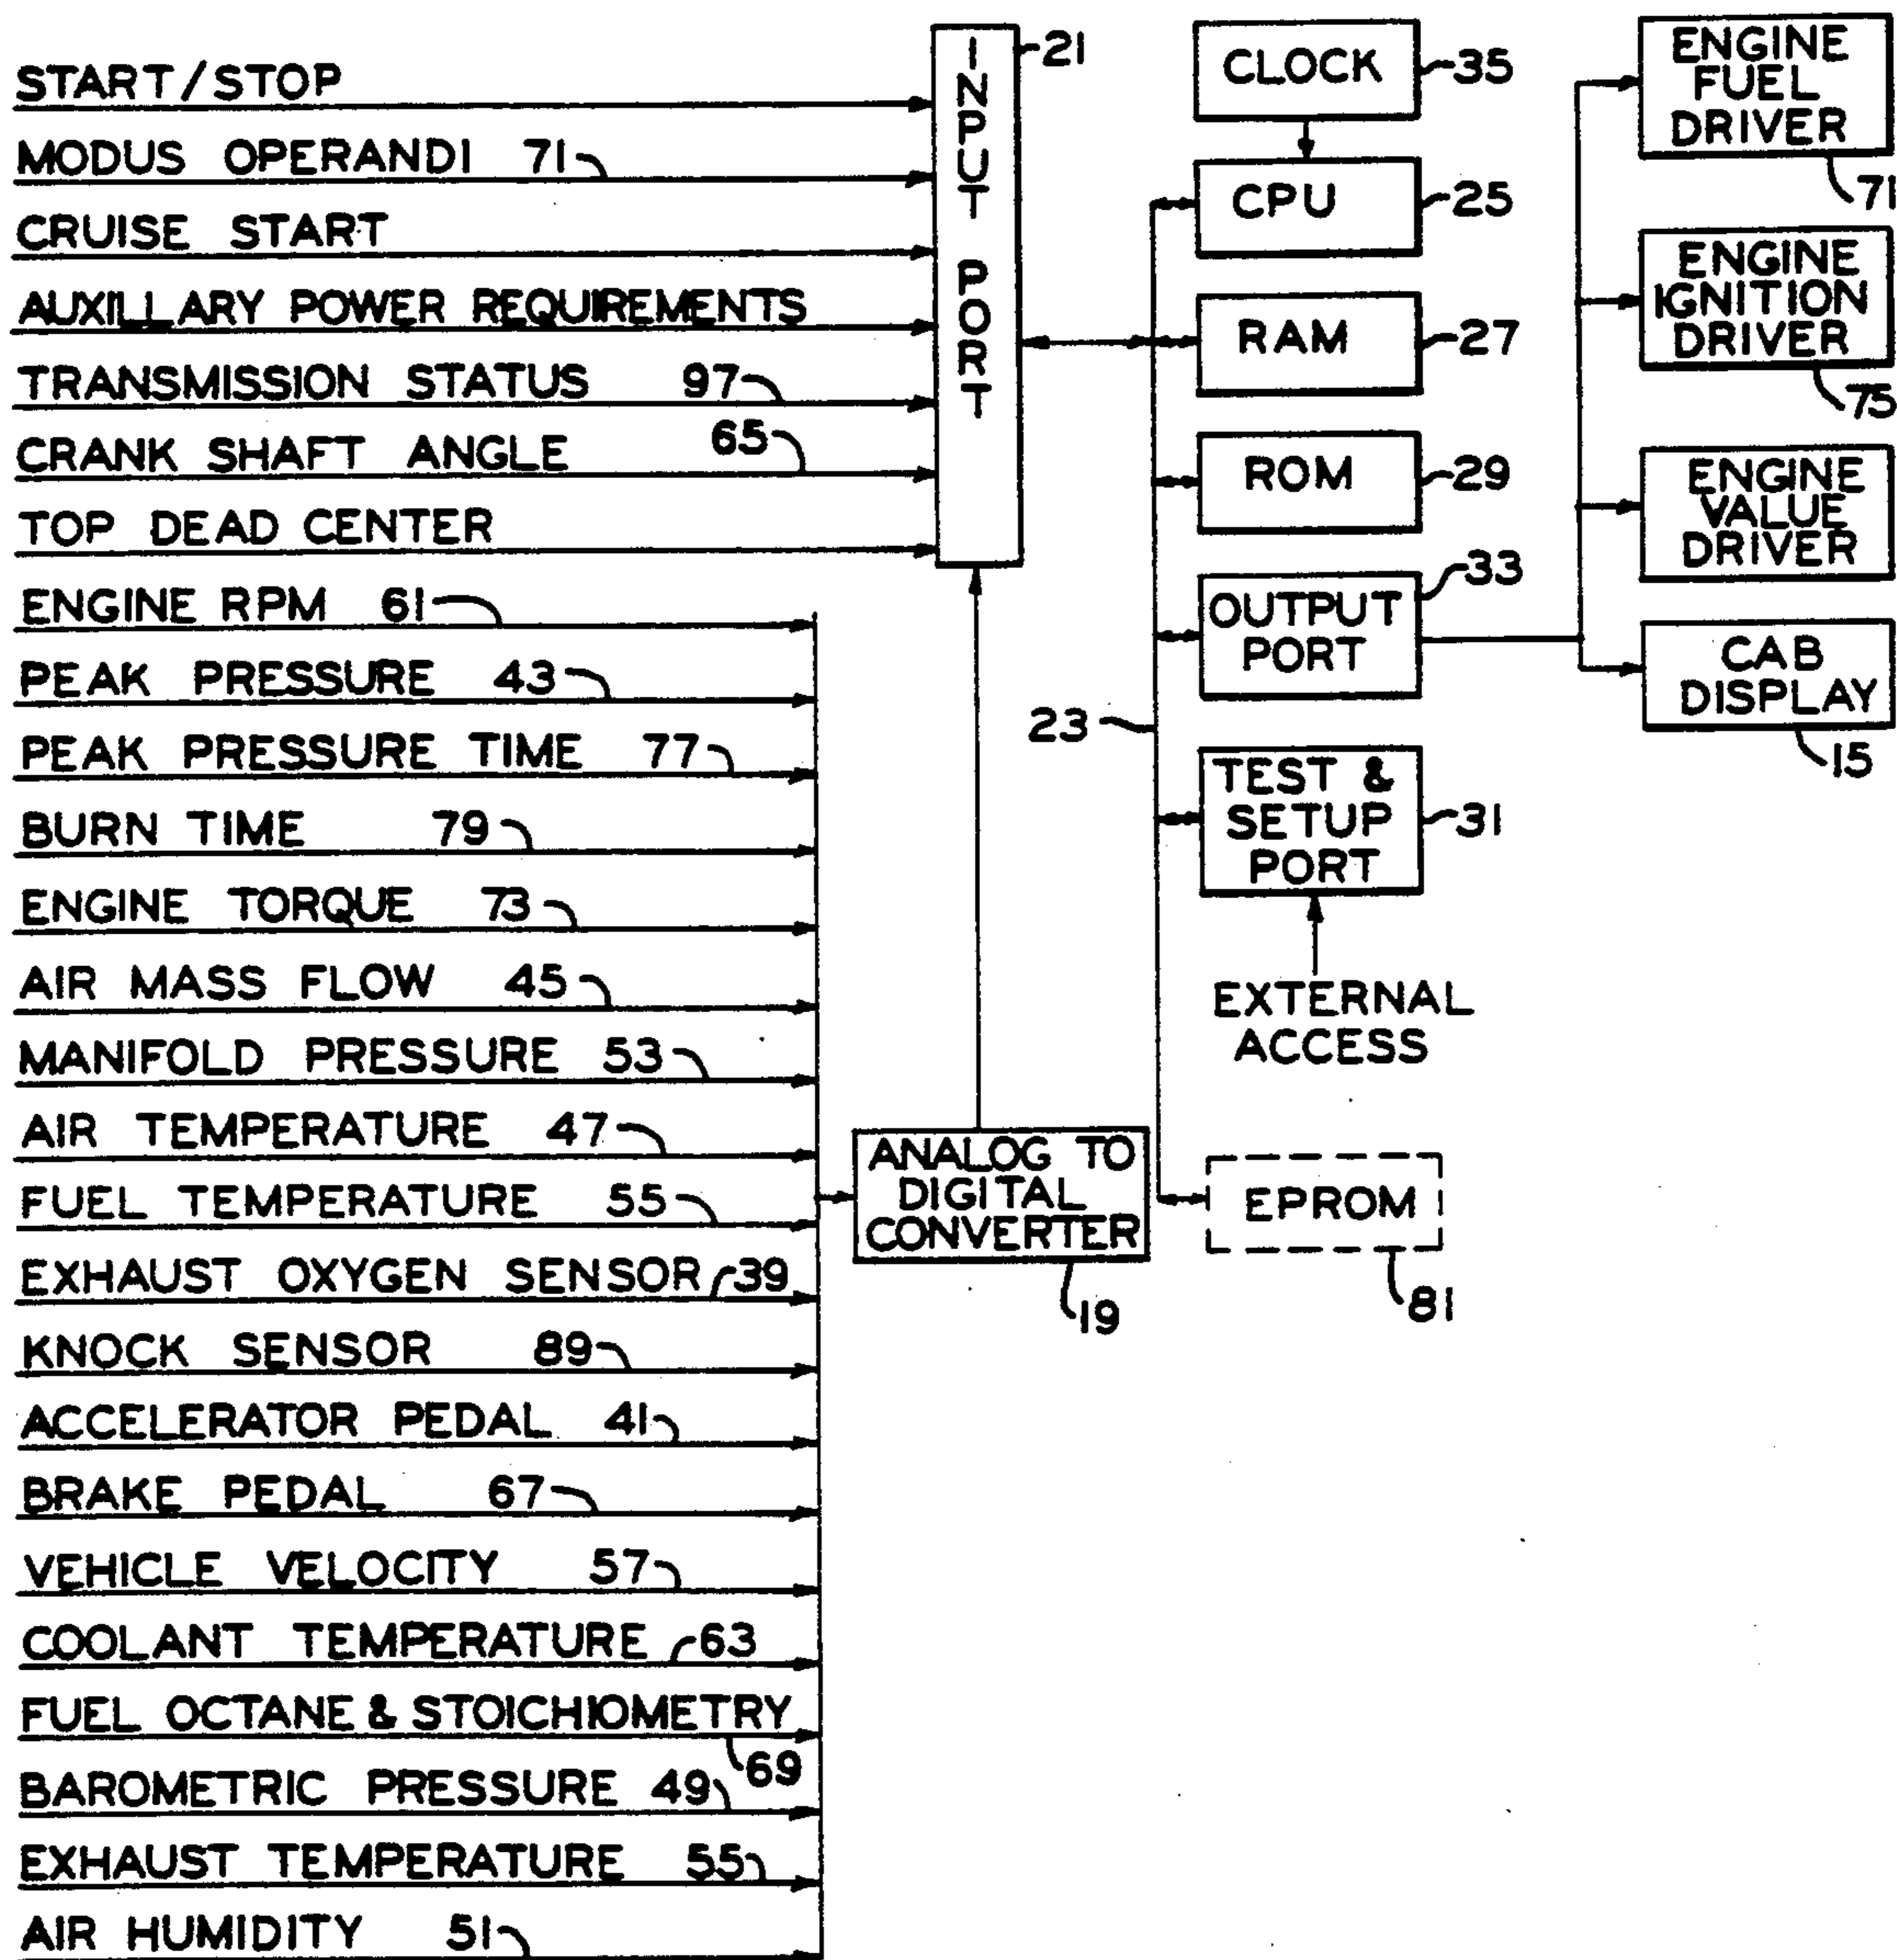 START/STOP
MODUS OPERANDI 71
CRUISE START
AUXILLARY POWER REQUIREMENTS
TRANSMISSION STATUS 97
CRANK SHAFT ANGLE 65
TOP DEAD CENTER
ENGINE RPM 61
PEAK PRESSURE 43
PEAK PRESSURE TIME 77
BURN TIME 79
ENGINE TORQUE 73
AIR MASS FLOW 45
MANIFOLD PRESSURE 53
AIR TEMPERATURE 47
FUEL TEMPERATURE 55
EXHAUST OXYGEN SENSOR 39
KNOCK SENSOR 89
ACCELERATOR PEDAL 41
BRAKE PEDAL 67
VEHICLE VELOCITY 57
COOLANT TEMPERATURE 63
FUEL OCTANE & STOICHIOMETRY
69
BAROMETRIC PRESSURE 49
EXHAUST TEMPERATURE 55
AIR HUMIDITY 51
INPUT PORT
21
ANALOG TO
DIGITAL
CONVERTER
19
23
CLOCK
35
CPU
25
RAM
27
ROM
29
OUTPUT
PORT
33
TEST &
SETUP
PORT
31
EXTERNAL
ACCESS
EPROM
81
ENGINE
FUEL
DRIVER
71
ENGINE
IGNITION
DRIVER
75
ENGINE
VALUE
DRIVER
CAB
DISPLAY
15